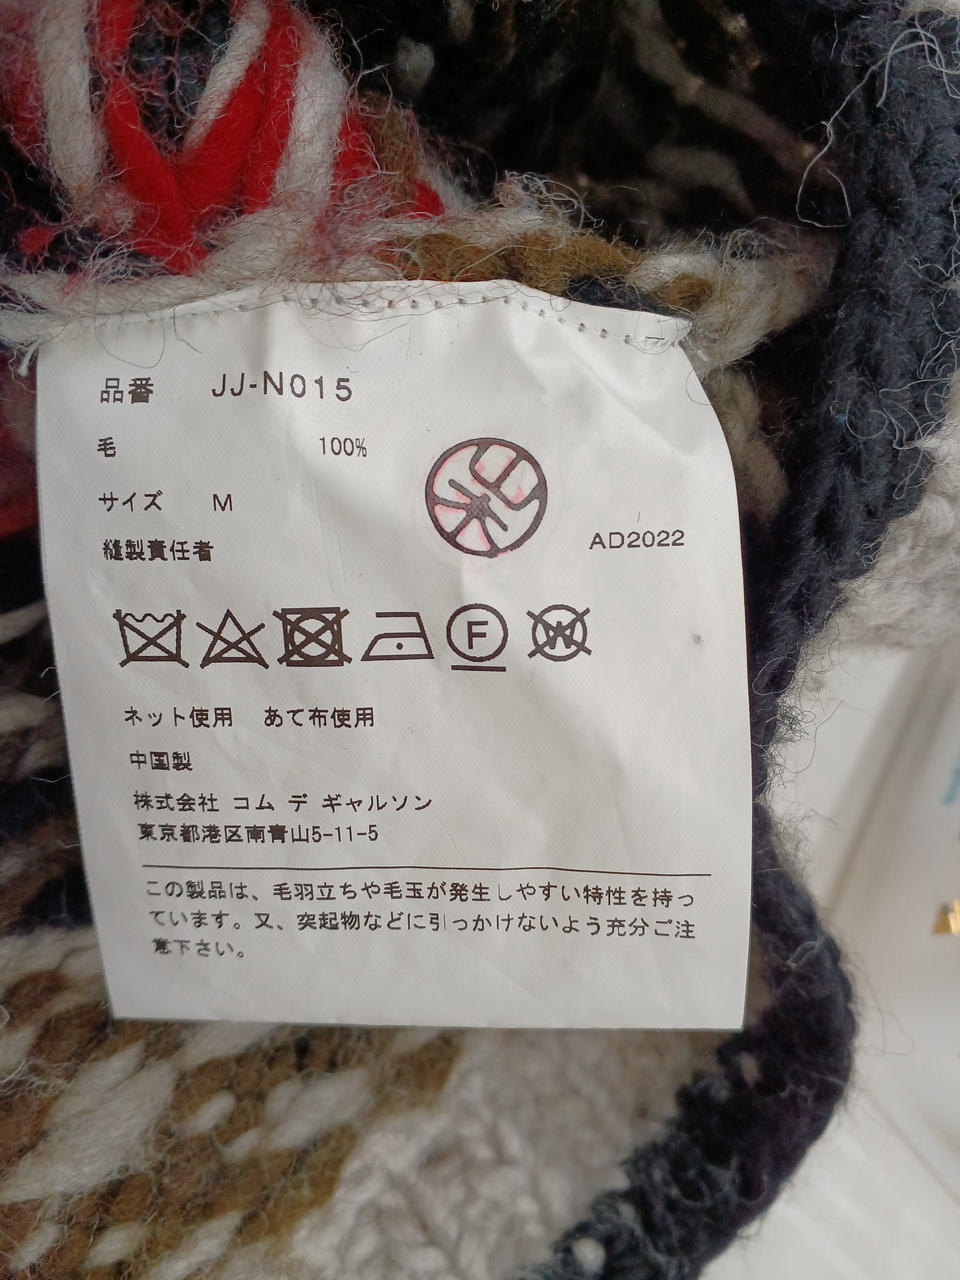 品番 JJ-N015
毛 100%
サイズ M
縫製責任者
AD2022
F
W
ネット使用 あて布使用
中国製
株式会社 コム デ ギャルソン
東京都港区南青山5-11-5
この製品は、毛羽立ちや毛玉が発生しやすい特性を持っ
ています。又、突起物などに引っかけないよう充分ご注
意下さい。